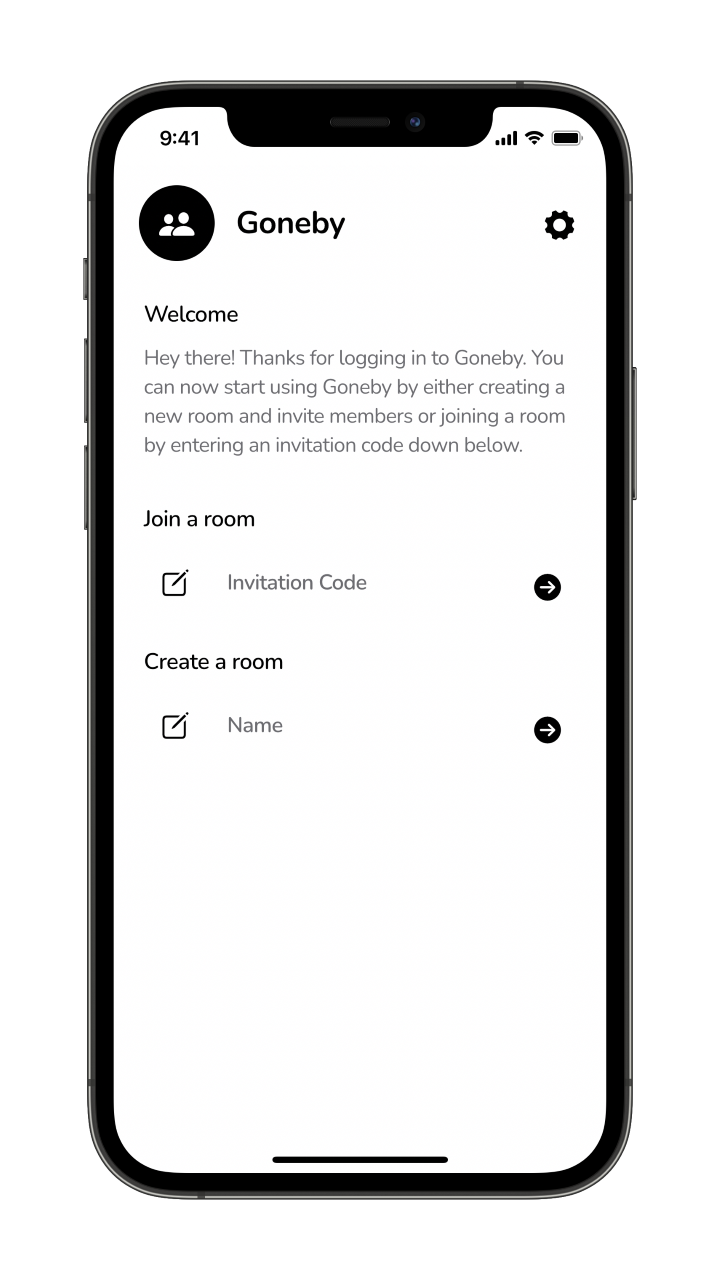 9:41
Goneby
Welcome
Hey there! Thanks for logging in to Goneby. You
can now start using Goneby by either creating a
new room and invite members or joining a room
by entering an invitation code down below.
Join a room
Invitation Code
Create a room
Name